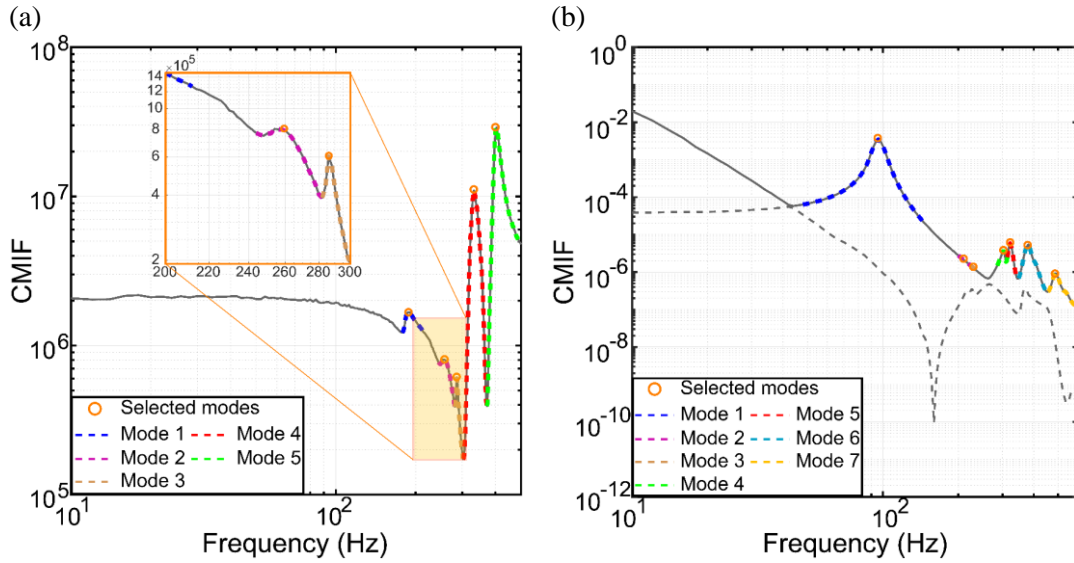 (a)
10^8
10^7
10^6
10^5
CMIF
14
×10^5
12
10
8
6
4
2
200
220
240
260
280
300
Selected modes
Mode 1
Mode 4
Mode 2
Mode 5
Mode 3
10^1
10^2
Frequency (Hz)
(b)
10^0
10^-2
10^-4
10^-6
10^-8
10^-10
10^-12
CMIF
Selected modes
Mode 1
Mode 5
Mode 2
Mode 6
Mode 3
Mode 7
Mode 4
10^1
10^2
Frequency (Hz)